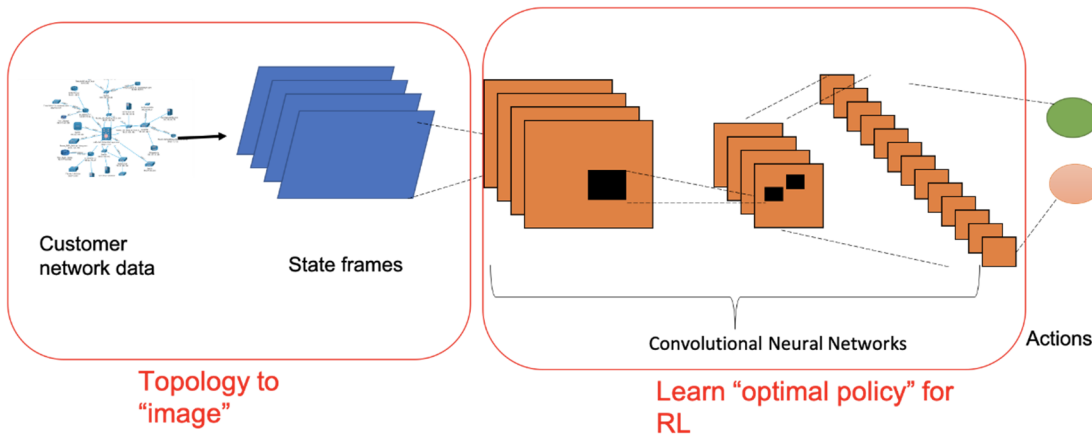 Customer
network data
State frames
Convolutional Neural Networks
Actions
Topology to
“image”
Learn “optimal policy” for
RL